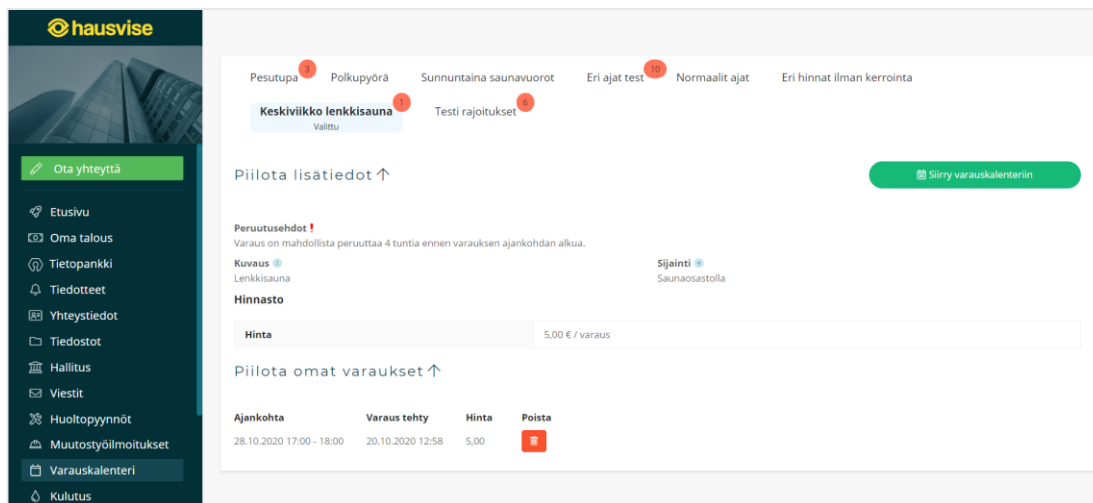 hausvise
Ota yhteyttä
Etusivu
Oma talous
Tietopankki
Tiedotteet
Yhteystiedot
Tiedostot
Hallitus
Viestit
Huoltopyynnöt
Muutostyöilmoitukset
Varauskalenteri
Kulutus
Pesutupa 3 Polkupyörä Sunnuntaina saunavuorot Eri ajat test 10 Normaalit ajat Eri hinnat ilman kerrointa
Keskiviikko lenkkisauna 1 Testi rajoitukset 6
Valittu
Piilota lisätiedot ↑ Siirry varauskalenteriin
Peruutusehdot !
Varaus on mahdollista peruuttaa 4 tuntia ennen varauksen ajankohdan alkua.
Kuvaus Sijainti
Lenkkisauna Saunaosastolla
Hinnasto
Hinta 5,00 € / varaus
Piilota omat varaukset ↑
Ajankohta Varaus tehty Hinta Poista
28.10.2020 17:00 - 18:00 20.10.2020 12:58 5,00